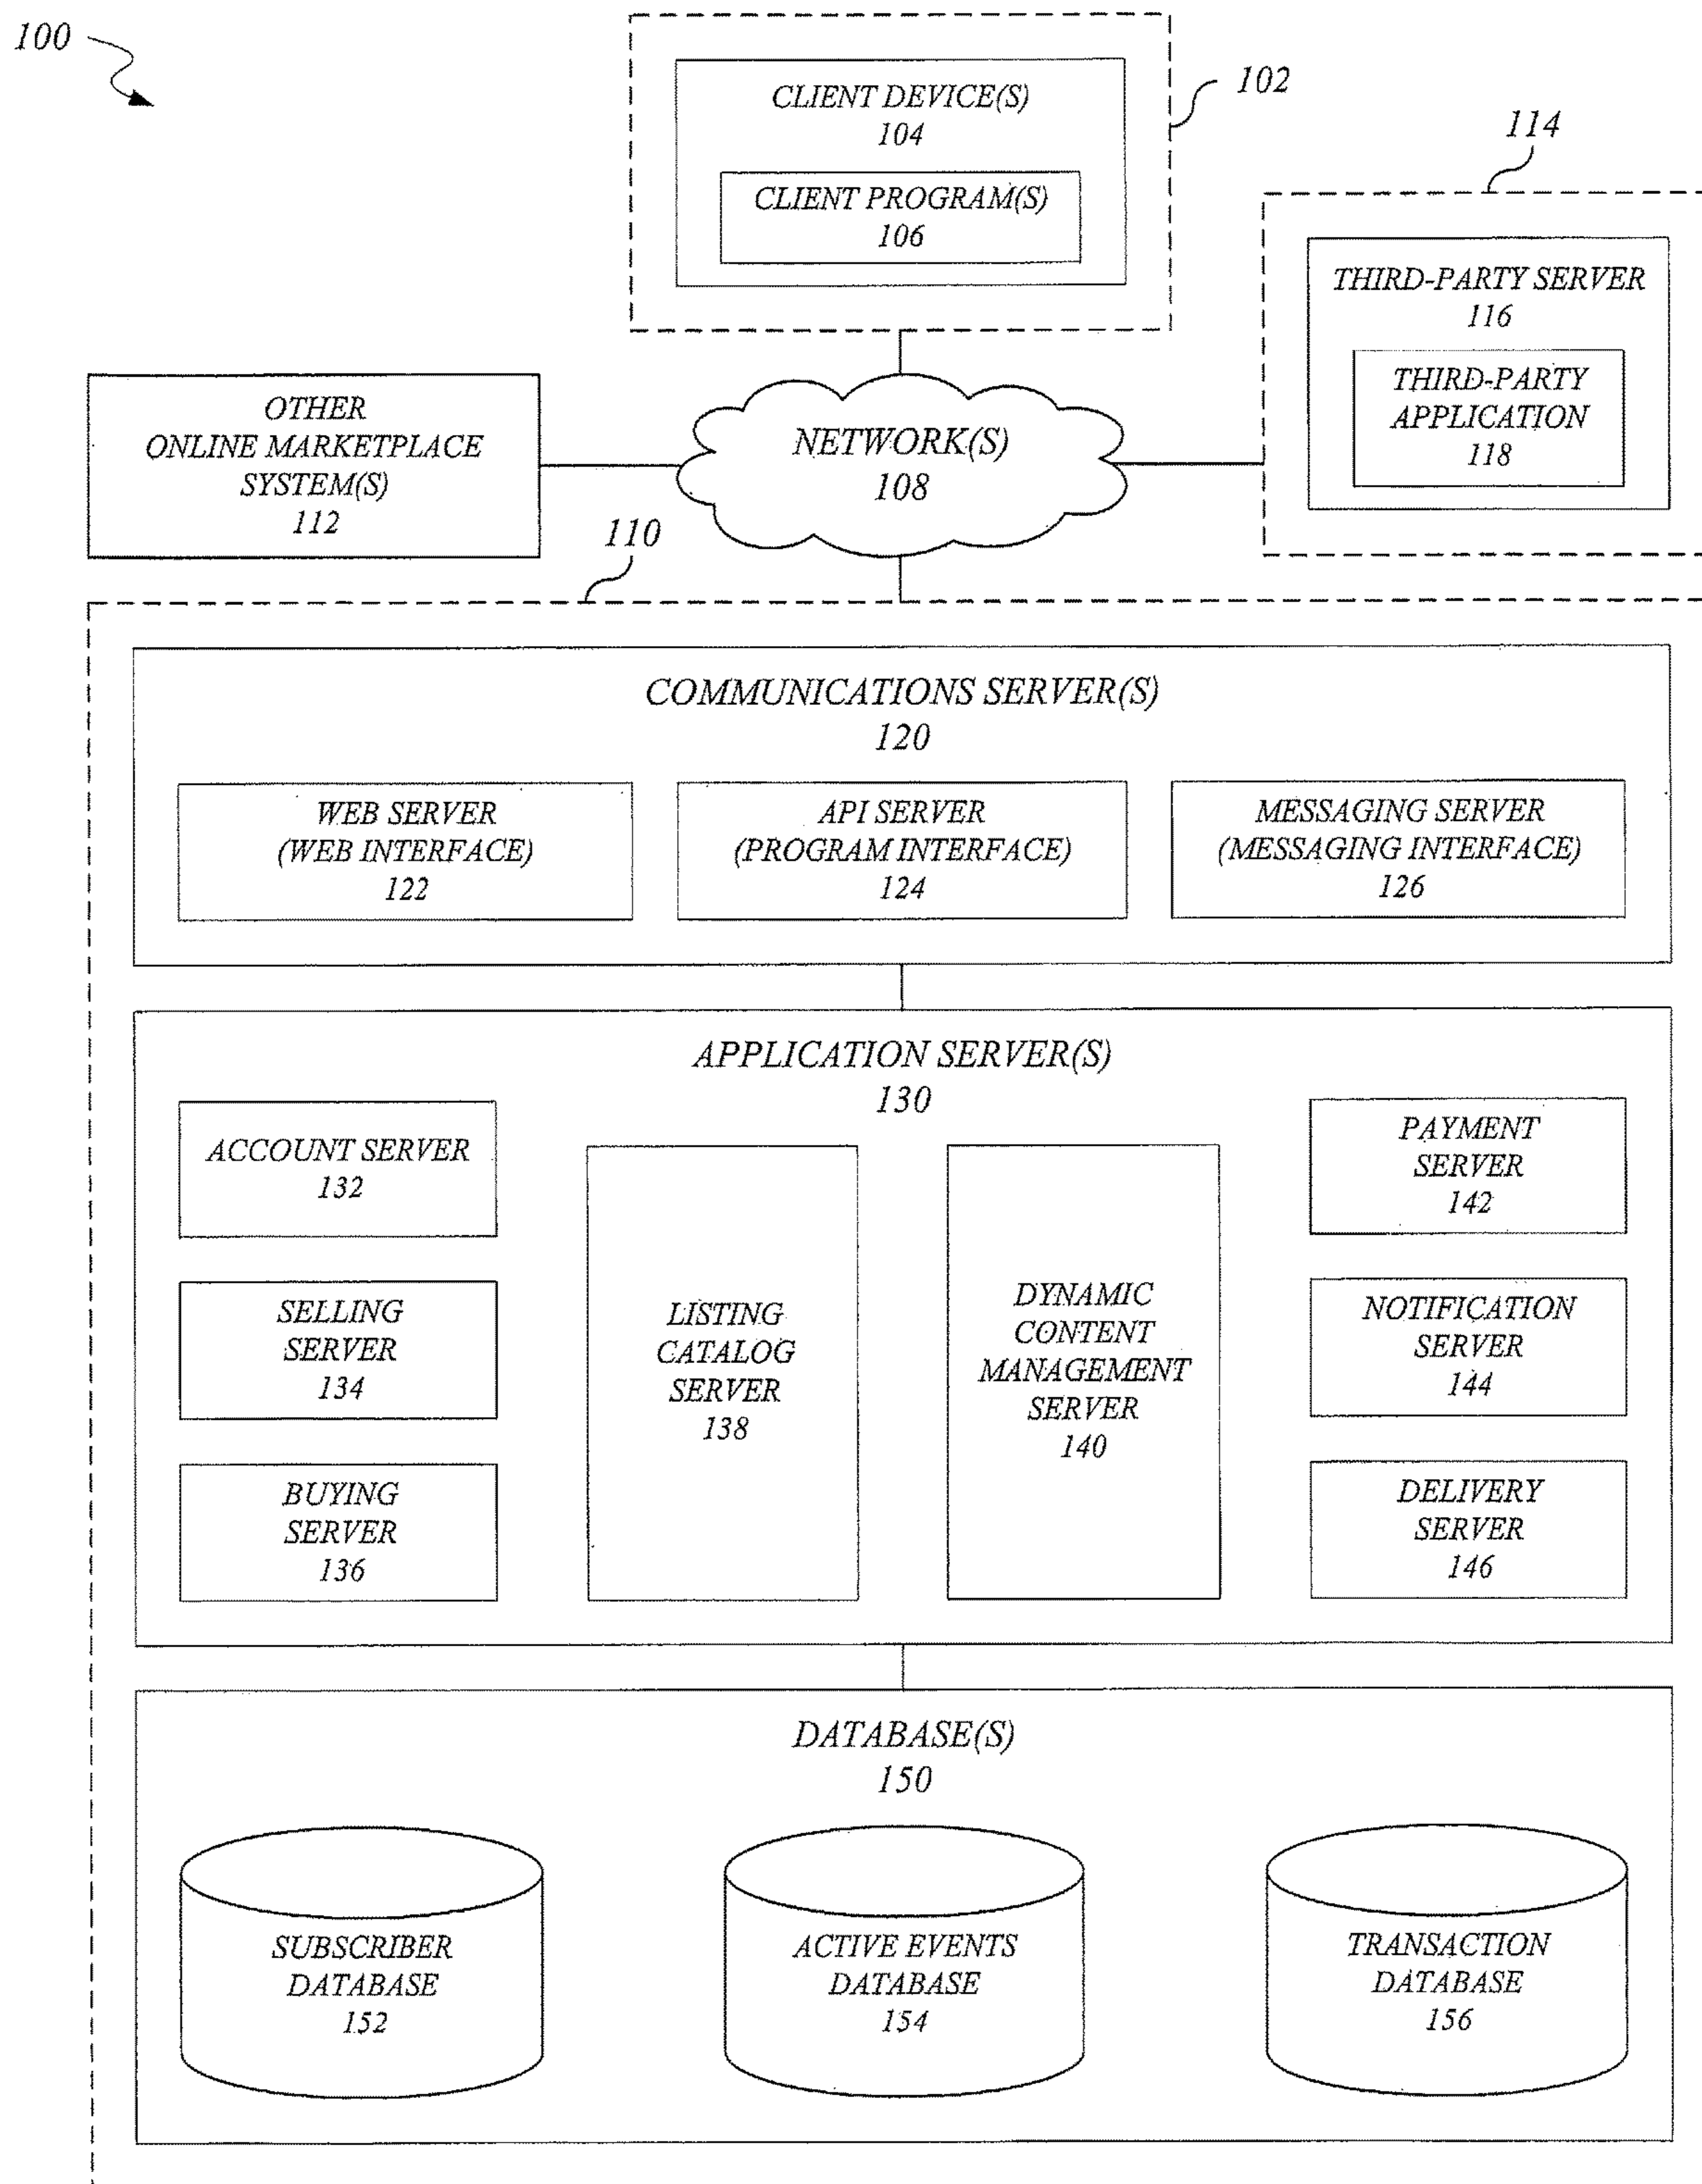 100
102
CLIENT DEVICE(S)
104
CLIENT PROGRAM(S)
106
114
THIRD-PARTY SERVER
116
THIRD-PARTY
APPLICATION
118
OTHER
ONLINE MARKETPLACE
SYSTEM(S)
112
NETWORK(S)
108
110
COMMUNICATIONS SERVER(S)
120
WEB SERVER
(WEB INTERFACE)
122
API SERVER
(PROGRAM INTERFACE)
124
MESSAGING SERVER
(MESSAGING INTERFACE)
126
APPLICATION SERVER(S)
130
ACCOUNT SERVER
132
SELLING
SERVER
134
BUYING
SERVER
136
LISTING
CATALOG
SERVER
138
DYNAMIC
CONTENT
MANAGEMENT
SERVER
140
PAYMENT
SERVER
142
NOTIFICATION
SERVER
144
DELIVERY
SERVER
146
DATABASE(S)
150
SUBSCRIBER
DATABASE
152
ACTIVE EVENTS
DATABASE
154
TRANSACTION
DATABASE
156